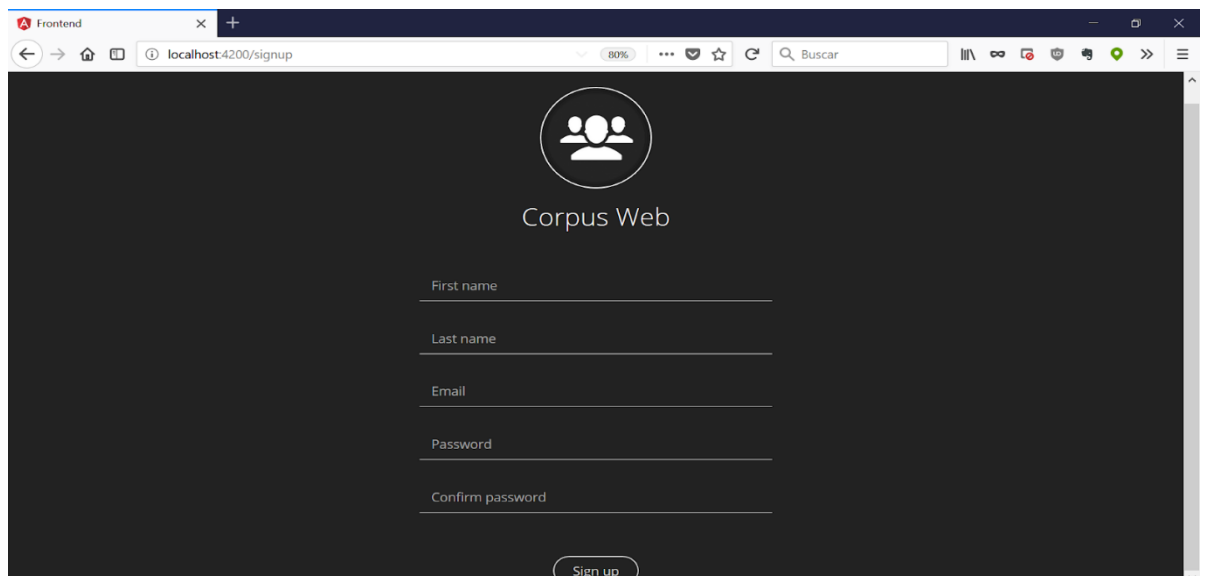 Frontend
localhost:4200/signup
80%
Buscar
Corpus Web
First name
Last name
Email
Password
Confirm password
Sign up